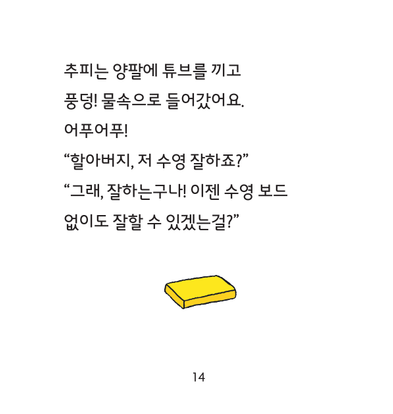 추피는 양팔에 튜브를 끼고
풍덩! 물속으로 들어갔어요.
어푸어푸!
“할아버지, 저 수영 잘하죠?”
“그래, 잘하는구나! 이젠 수영 보드
없이도 잘할 수 있겠는걸?”
14